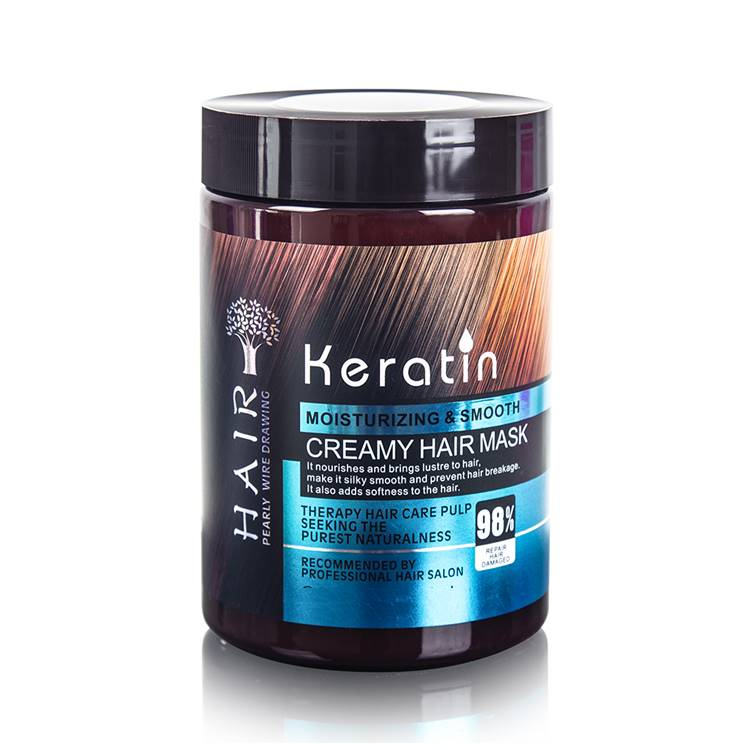 HAIR
PEARLY WIRE DRAWING
Keratin
MOISTURIZING & SMOOTH
CREAMY HAIR MASK
It nourishes and brings lustre to hair,
make it silky smooth and prevent hair breakage.
It also adds softness to the hair.
THERAPY HAIR CARE PULP
SEEKING THE
PUREST NATURALNESS
98%
REPAIR
HAIR
DAMAGED
RECOMMENDED BY
PROFESSIONAL HAIR SALON